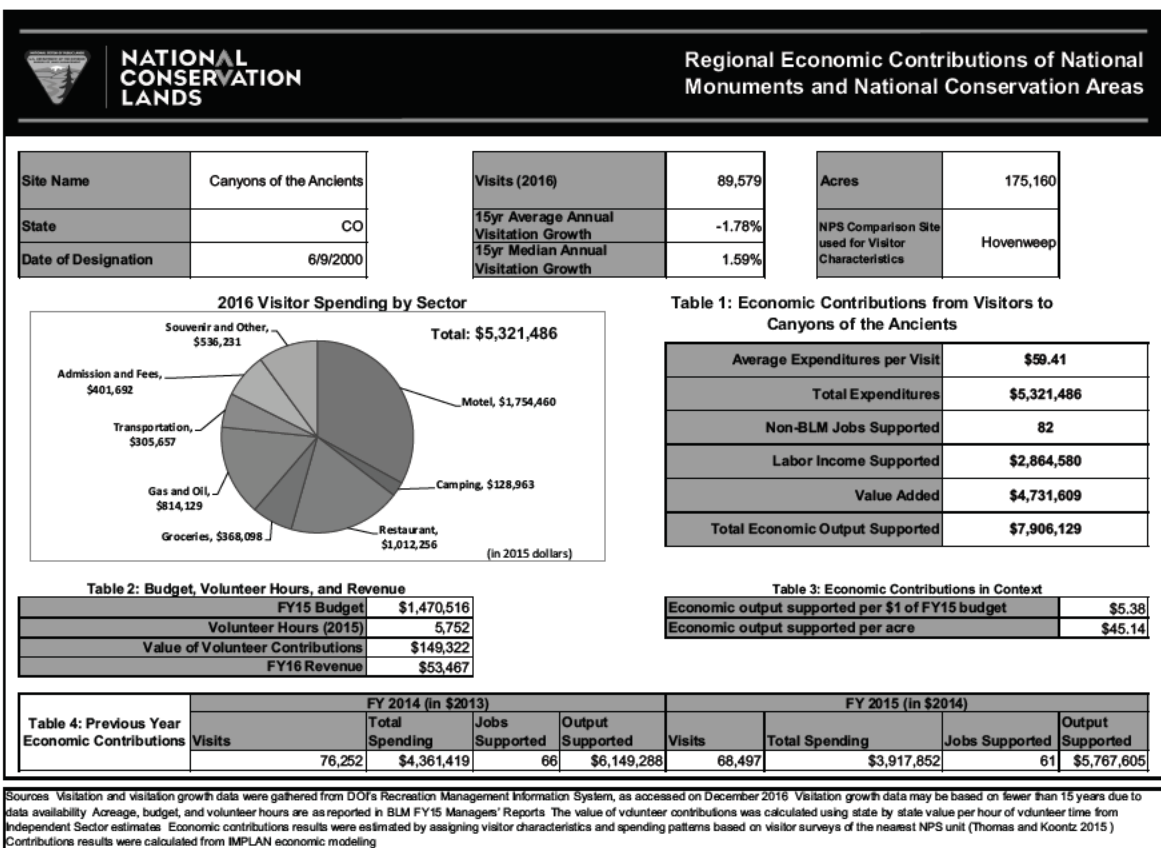 NATIONAL
CONSERVATION
LANDS
Regional Economic Contributions of National
Monuments and National Conservation Areas
Site Name Canyons of the Ancients
State CO
Date of Designation 6/9/2000
Visits (2016) 89,579
15yr Average Annual
Visitation Growth -1.78%
15yr Median Annual
Visitation Growth 1.59%
Acres 175,160
NPS Comparison Site
used for Visitor
Characteristics Hovenweep
2016 Visitor Spending by Sector
Total: $5,321,486
Souvenir and Other,
$536,231
Admission and Fees,
$401,692
Transportation,
$305,657
Gas and Oil,
$814,129
Groceries, $368,098
Motel, $1,754,460
Camping, $128,963
Restaurant,
$1,012,256
(in 2015 dollars)
Table 1: Economic Contributions from Visitors to
Canyons of the Ancients
Average Expenditures per Visit $59.41
Total Expenditures $5,321,486
Non-BLM Jobs Supported 82
Labor Income Supported $2,864,580
Value Added $4,731,609
Total Economic Output Supported $7,906,129
Table 2: Budget, Volunteer Hours, and Revenue
FY15 Budget $1,470,516
Volunteer Hours (2015) 5,752
Value of Volunteer Contributions $149,322
FY16 Revenue $53,467
Table 3: Economic Contributions in Context
Economic output supported per $1 of FY15 budget $5.38
Economic output supported per acre $45.14
Table 4: Previous Year
Economic Contributions
FY 2014 (in $2013) FY 2015 (in $2014)
Visits Total Spending Jobs Supported Output Supported Visits Total Spending Jobs Supported Output Supported
76,252 $4,361,419 66 $6,149,288 68,497 $3,917,852 61 $5,767,605
Sources Visitation and visitation growth data were gathered from DOI's Recreation Management Information System, as accessed on December 2016 Visitation growth data may be based on fewer than 15 years due to
data availability Acreage, budget, and volunteer hours are as reported in BLM FY15 Managers' Reports The value of volunteer contributions was calculated using state by state value per hour of volunteer time from
Independent Sector estimates Economic contributions results were estimated by assigning visitor characteristics and spending patterns based on visitor surveys of the nearest NPS unit (Thomas and Koontz 2015 )
Contributions results were calculated from IMPLAN economic modeling